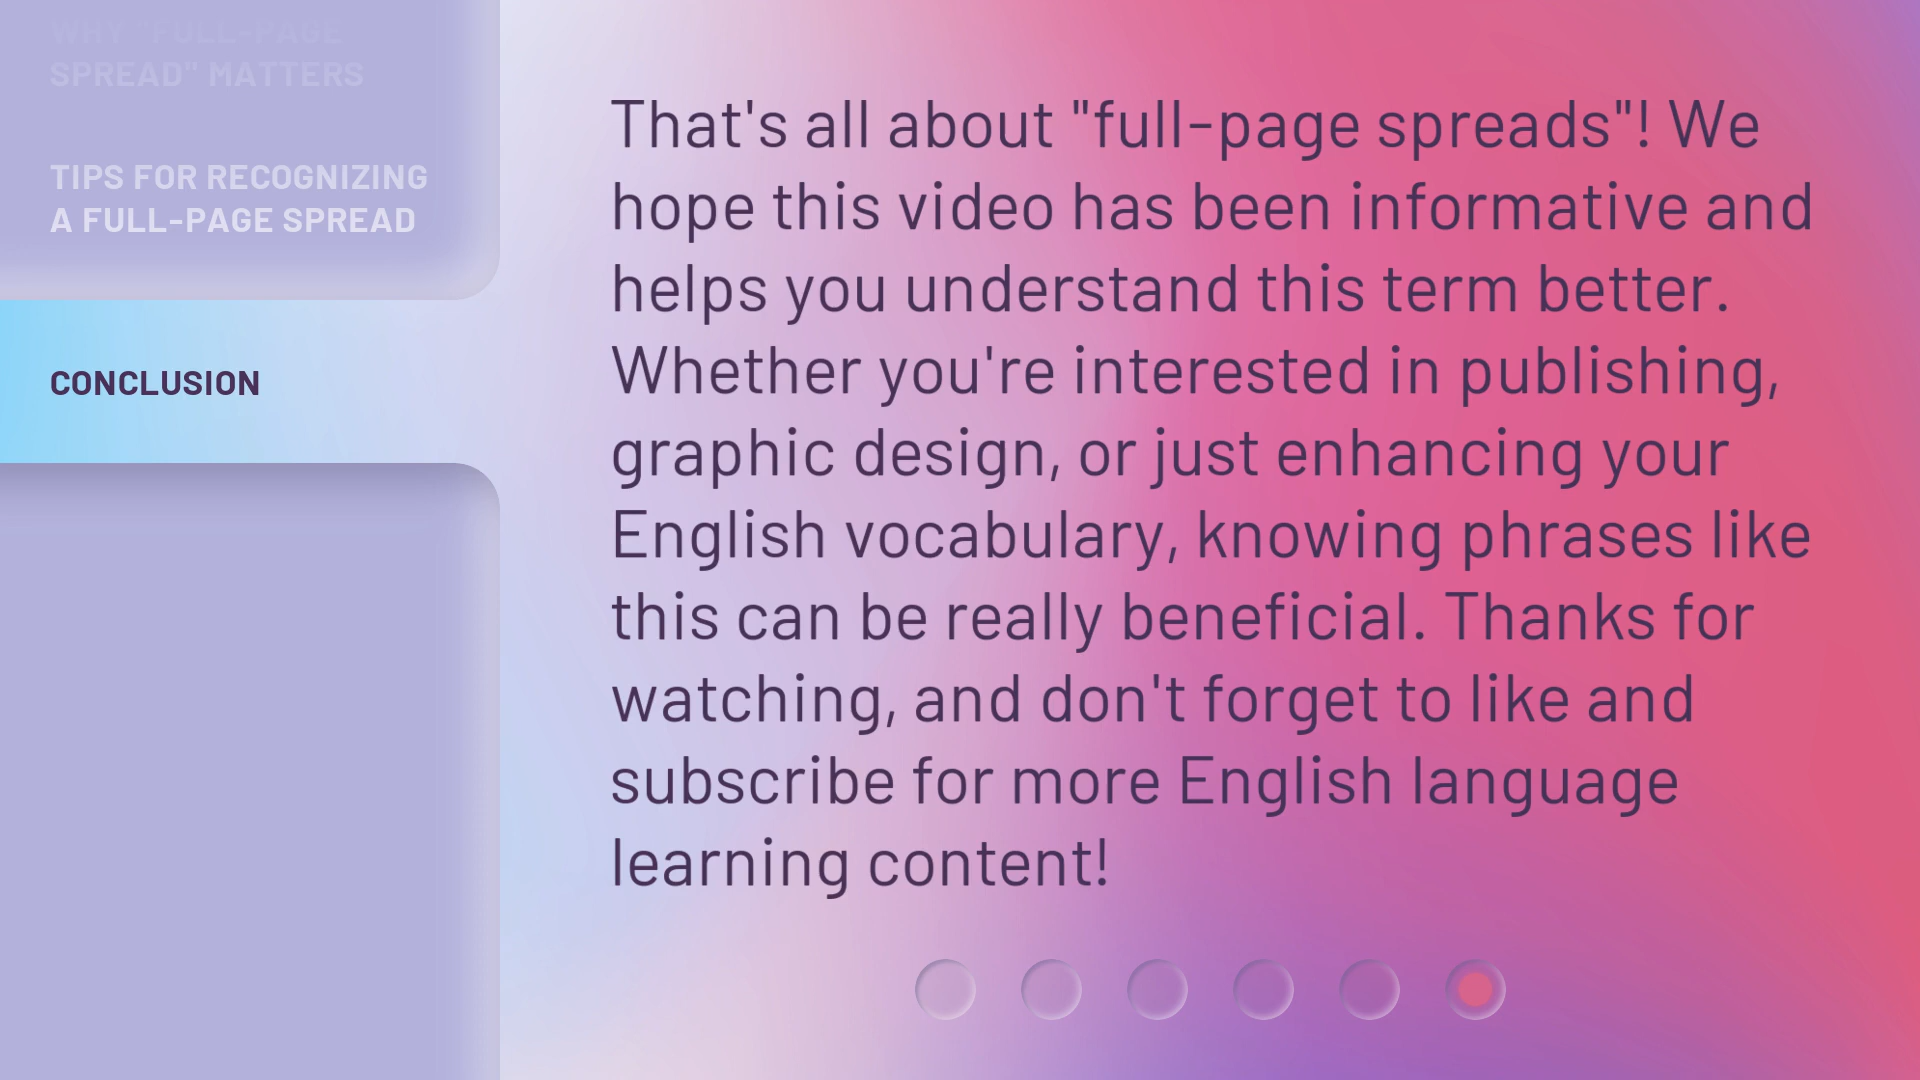 WHY "FULL-PAGE
SPREAD" MATTERS
TIPS FOR RECOGNIZING
A FULL-PAGE SPREAD
CONCLUSION
That's all about "full-page spreads"! We
hope this video has been informative and
helps you understand this term better.
Whether you're interested in publishing,
graphic design, or just enhancing your
English vocabulary, knowing phrases like
this can be really beneficial. Thanks for
watching, and don't forget to like and
subscribe for more English language
learning content!